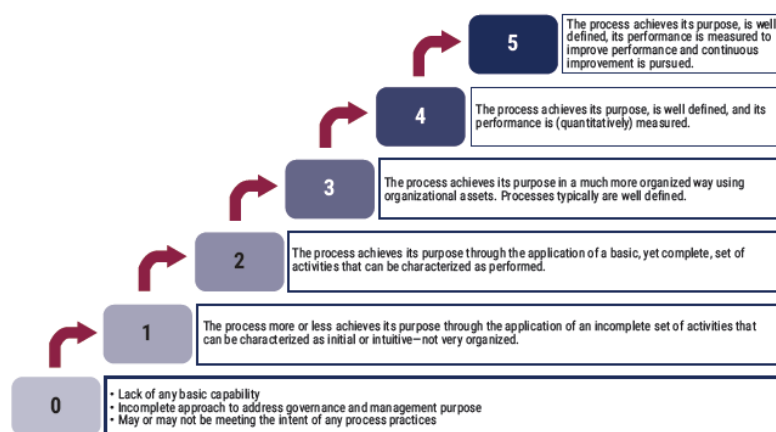 5
The process achieves its purpose, is well
defined, its performance is measured to
improve performance and continuous
improvement is pursued.
4
The process achieves its purpose, is well defined, and its
performance is (quantitatively) measured.
3
The process achieves its purpose in a much more organized way using
organizational assets. Processes typically are well defined.
2
The process achieves its purpose through the application of a basic, yet complete, set of
activities that can be characterized as performed.
1
The process more or less achieves its purpose through the application of an incomplete set of activities that
can be characterized as initial or intuitive—not very organized.
0
• Lack of any basic capability
• Incomplete approach to address governance and management purpose
• May or may not be meeting the intent of any process practices